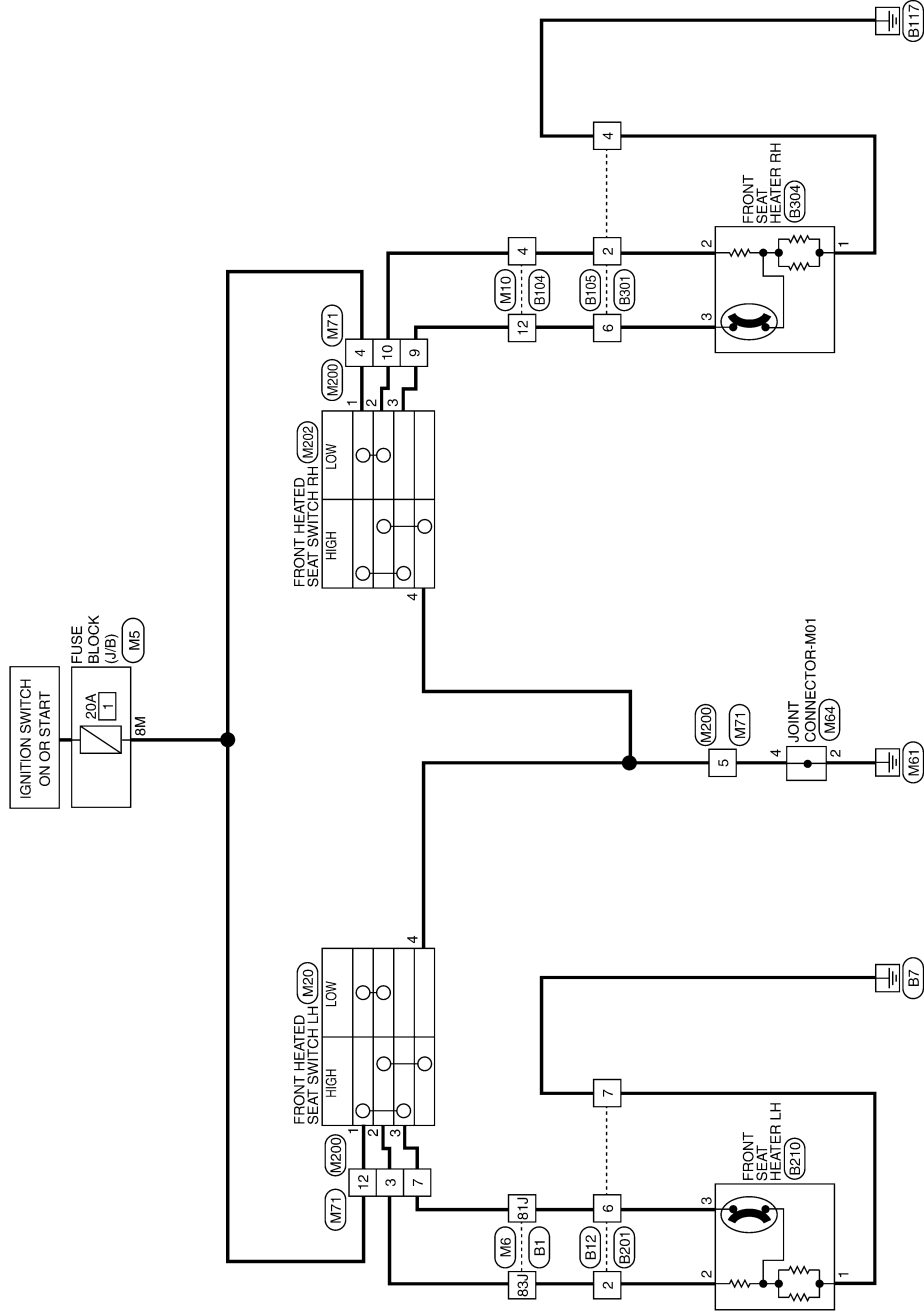 IGNITION SWITCH
ON OR START
FUSE
BLOCK
(J/B)
M5
20A
1
8M
FRONT HEATED
SEAT SWITCH LH
M20
HIGH
LOW
1
2
3
4
M71
M200
12
3
7
FRONT HEATED
SEAT SWITCH RH
M202
HIGH
LOW
4
1
2
3
M200
M71
4
10
9
83J
81J
M6
B1
2
6
7
B12
B201
FRONT
SEAT
HEATER LH
B210
2
3
1
B7
M200
M71
5
JOINT
CONNECTOR-M01
M64
4
2
M61
12
4
M10
B104
6
2
4
B105
B301
FRONT
SEAT
HEATER RH
B304
3
2
1
B117